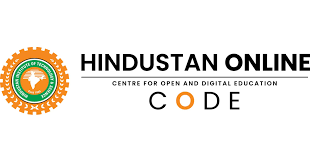 HINDUSTAN ONLINE
CENTRE FOR OPEN AND DIGITAL EDUCATION
CODE